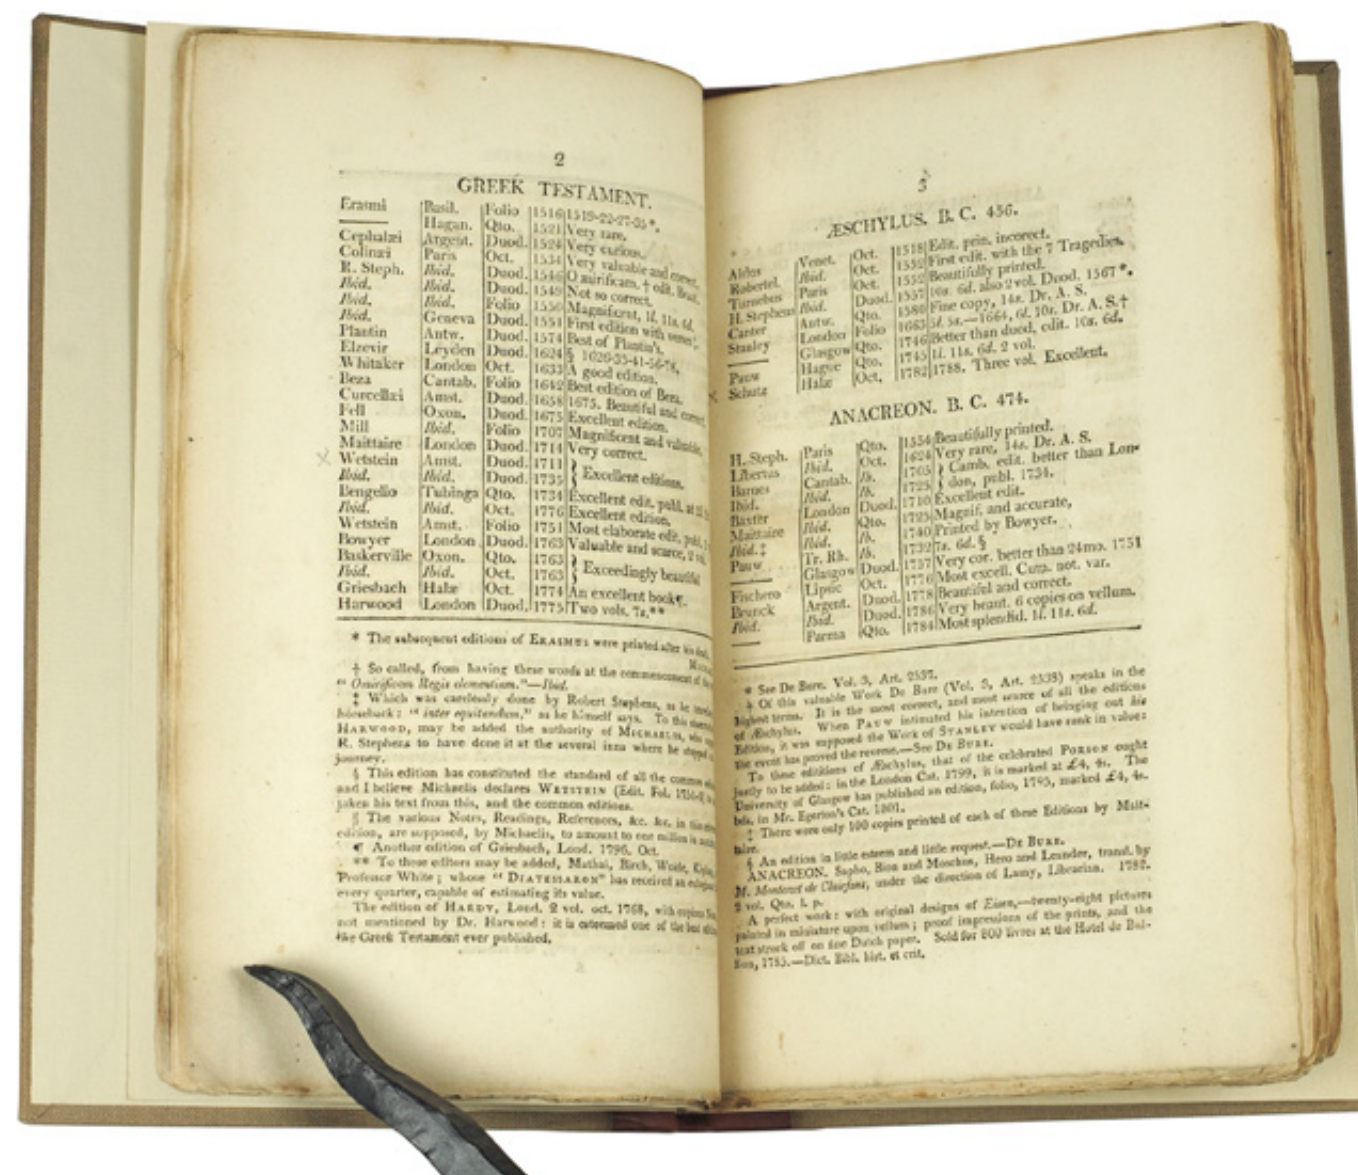 2
GREEK TESTAMENT.
Erasmi Basil. Folio 1516 1519-22-27-35 *.
—— Hagan. Qto. 1521 Very rare.
Cephalæi Argent. Duod. 1524 Very curious.
Colinæi Paris Oct. 1534 Very valuable and correct.
R. Steph. Ibid. Duod. 1546 O mirificam. † edit. Beaut.
Ibid. Ibid. Duod. 1549 Not so correct.
Ibid. Ibid. Folio 1550 Magnificent, 1l. 11s. 6d.
Ibid. Geneva Duod. 1551 First edition with verses ‡.
Plantin Antw. Duod. 1574 Best of Plantin's.
Elzevir Leyden Duod. 1624 § 1626-33-41-56-78.
Whitaker London Oct. 1633 A good edition.
Beza Cantab. Folio 1642 Best edition of Beza.
Curcellæi Amst. Duod. 1658 1675. Beautiful and correct.
Fell Oxon. Duod. 1675 Excellent edition.
Mill Ibid. Folio 1707 Magnificent and valuable.
Maittaire London Duod. 1714 Very correct.
Wetstein Amst. Duod. 1711 } Excellent editions.
Ibid. Ibid. Duod. 1735
Bengelio Tubinga Qto. 1734 Excellent edit. publ. at
Ibid. Ibid. Oct. 1776 Excellent edition.
Wetstein Amst. Folio 1751 Most elaborate edit. publ.
Bowyer London Duod. 1763 Valuable and scarce, 2 vol.
Baskerville Oxon. Qto. 1763 } Exceedingly beautiful
Ibid. Ibid. Oct. 1763
Griesbach Halæ Oct. 1774 An excellent book ¶.
Harwood London Duod. 1775 Two vols. 7s.**
* The subsequent editions of ERASMUS were printed after his death.
† So called, from having these words at the commencement of the
"Omirificam Regis clementiam."—Ibid.
‡ Which was carelessly done by Robert Stephens, as he
horseback: "inter equitandum," as he himself says. To this
HARWOOD, may be added the authority of MICHAELIS, who
R. Stephens to have done it at the several inns where he stopped
journey.
§ This edition has constituted the standard of all the common
and I believe Michaelis declares WETSTEIN (Edit. Fol.
takes his text from this, and the common editions.
The various Notes, Readings, References, &c. &c. in this
edition, are supposed, by Michaelis, to amount to one million
¶ Another edition of Griesbach, Lond. 1796. Oct.
** To these editors may be added, Mathæi, Birch, Woide,
Professor White; whose "DIATESSARON" has received an
every quarter, capable of estimating its value.
The edition of HARDY, Lond. 2 vol. oct. 1768, with copious
not mentioned by Dr. Harwood: it is esteemed one of the best
the Greek Testament ever published.
3
ÆSCHYLUS. B. C. 456.
Aldus Venet. Oct. 1518 Edit. prin. incorrect.
Robertel. Ibid. Oct. 1552 First edit. with the 7 Tragedies.
Turnebus Paris Oct. 1552 Beautifully printed.
H. Stephens Ibid. Duod. 1557 10s. 6d. also 2 vol. Duod. 1567 *.
Canter Antw. Qto. 1580 Fine copy, 14s. Dr. A. S.
Stanley London Folio 1663 5l. 5s.—1664, 6l. 10s. Dr. A. S. †
—— Glasgow Qto. 1746 Better than duod. edit. 10s. 6d.
Pauw Hague Qto. 1745 1l. 11s. 6d. 2 vol.
Schutz Halæ Oct. 1782 1788. Three vol. Excellent.
ANACREON. B. C. 474.
H. Steph. Paris Qto. 1554 Beautifully printed.
Libertas Ibid. Oct. 1624 Very rare, 14s. Dr. A. S.
Barnes Cantab. Ib. 1705 } Camb. edit. better than Lon-
Ibid. Ibid. Ib. 1725 don, publ. 1734.
Baxter London Duod. 1710 Excellent edit.
Maittaire Ibid. Qto. 1725 Magnif. and accurate,
Ibid. ‡ Ibid. Ib. 1740 Printed by Bowyer.
Pauw Tr. Rh. Ib. 1732 7s. 6d. §
—— Glasgow Duod. 1757 Very cor. better than 24mo. 1751
Fischero Lipsic Oct. 1776 Most excell. Cum. not. var.
Brunck Argent. Duod. 1778 Beautiful and correct.
Ibid. Ibid. Duod. 1786 Very beaut. 6 copies on vellum.
—— Parma Qto. 1784 Most splendid. 1l. 11s. 6d.
* See De Bure. Vol. 3, Art. 2537.
† Of this valuable Work De Bure (Vol. 3, Art. 2538) speaks in the
highest terms. It is the most correct, and most scarce of all the editions
of Æschylus. When PAUW intimated his intention of bringing out his
Edition, it was supposed the Work of STANLEY would have sunk in value:
the event has proved the reverse.—See DE BURE.
To these editions of Æschylus, that of the celebrated PORSON ought
justly to be added: in the London Cat. 1799, it is marked at £4, 4s. The
University of Glasgow has published an edition, folio, 1795, marked £4, 4s.
bds. in Mr. Egerton's Cat. 1801.
‡ There were only 100 copies printed of each of these Editions by Mait-
taire.
§ An edition in little esteem and little request.—DE BURE.
ANACREON. Sapho, Bion and Moschus, Hero and Leander, transl. by
M. Moutonet de Clairfons, under the direction of Lamy, Librarian. 1782.
2 vol. Qto. l. p.
A perfect work: with original designs of Eisen,—twenty-eight pictures
painted in miniature upon vellum; proof impressions of the prints, and the
text struck off on fine Dutch paper. Sold for 800 livres at the Hotel de Bul-
lion, 1785.—Dict. Bibl. hist. et crit.